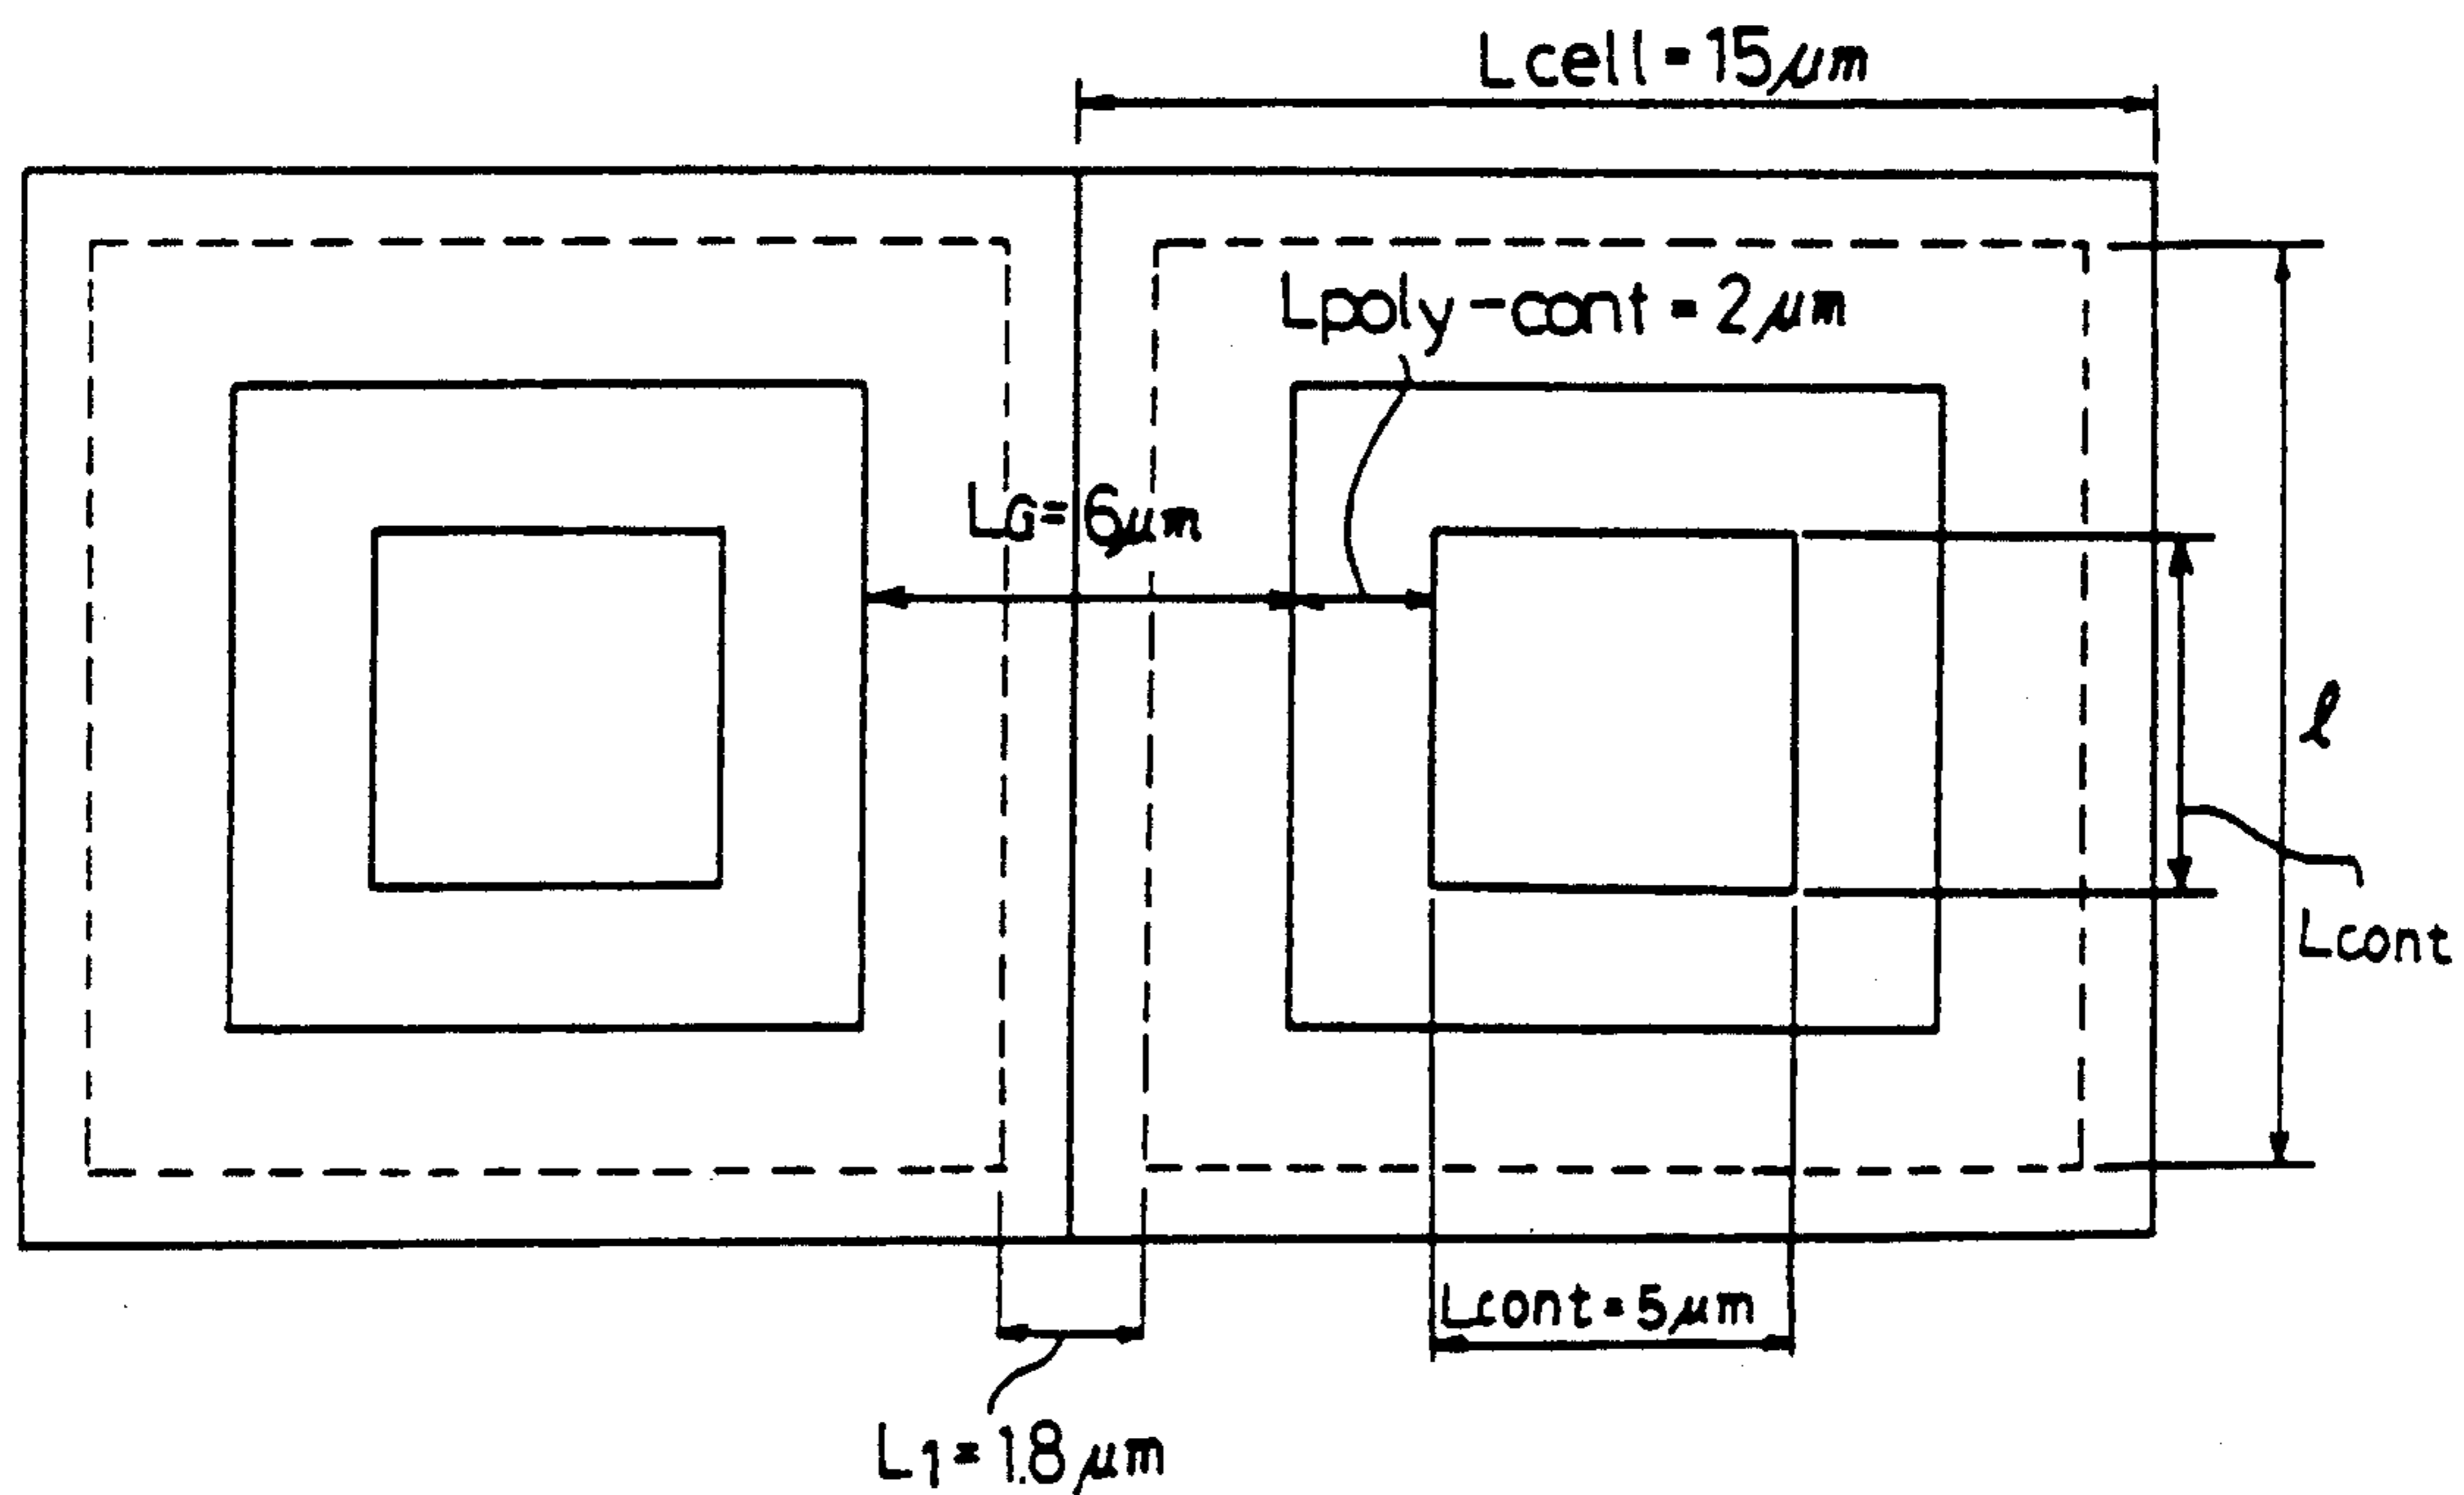 Lcell=15μm
Lpoly-cont=2μm
LG=6μm
ℓ
Lcont
Lcont=5μm
L1=1.8μm